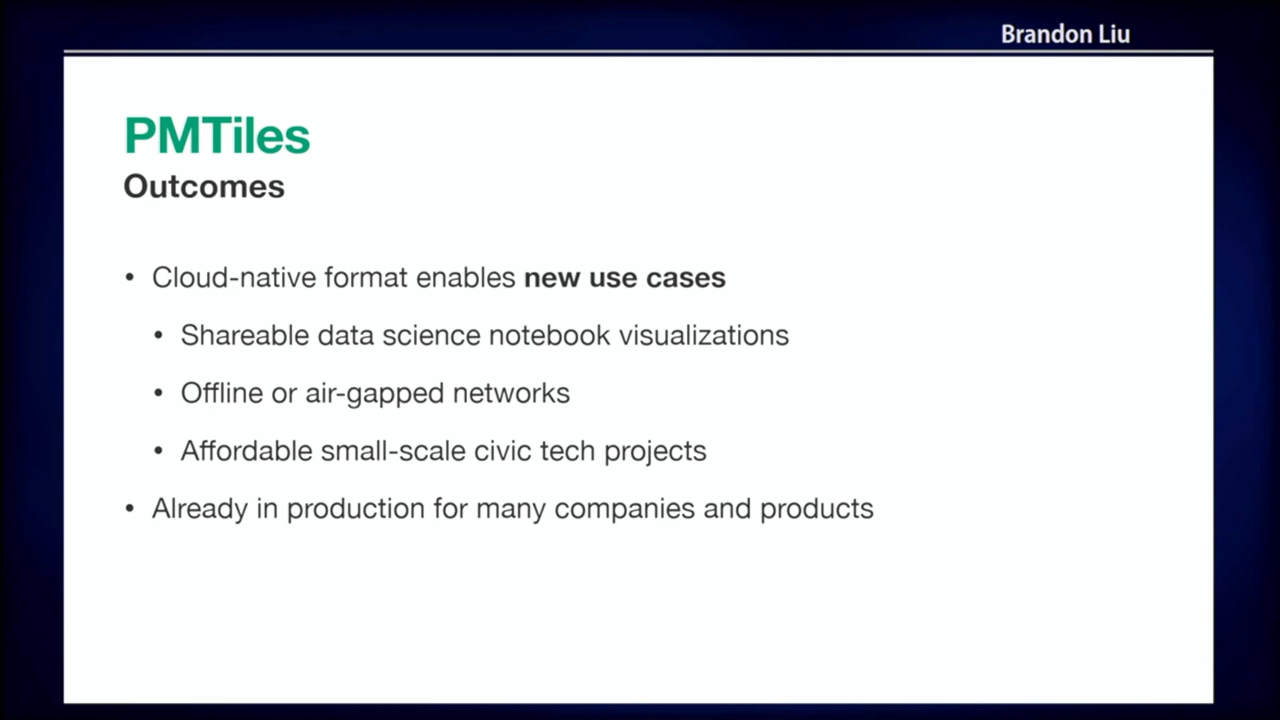 Brandon Liu
PMTiles
Outcomes
• Cloud-native format enables new use cases
• Shareable data science notebook visualizations
• Offline or air-gapped networks
• Affordable small-scale civic tech projects
• Already in production for many companies and products